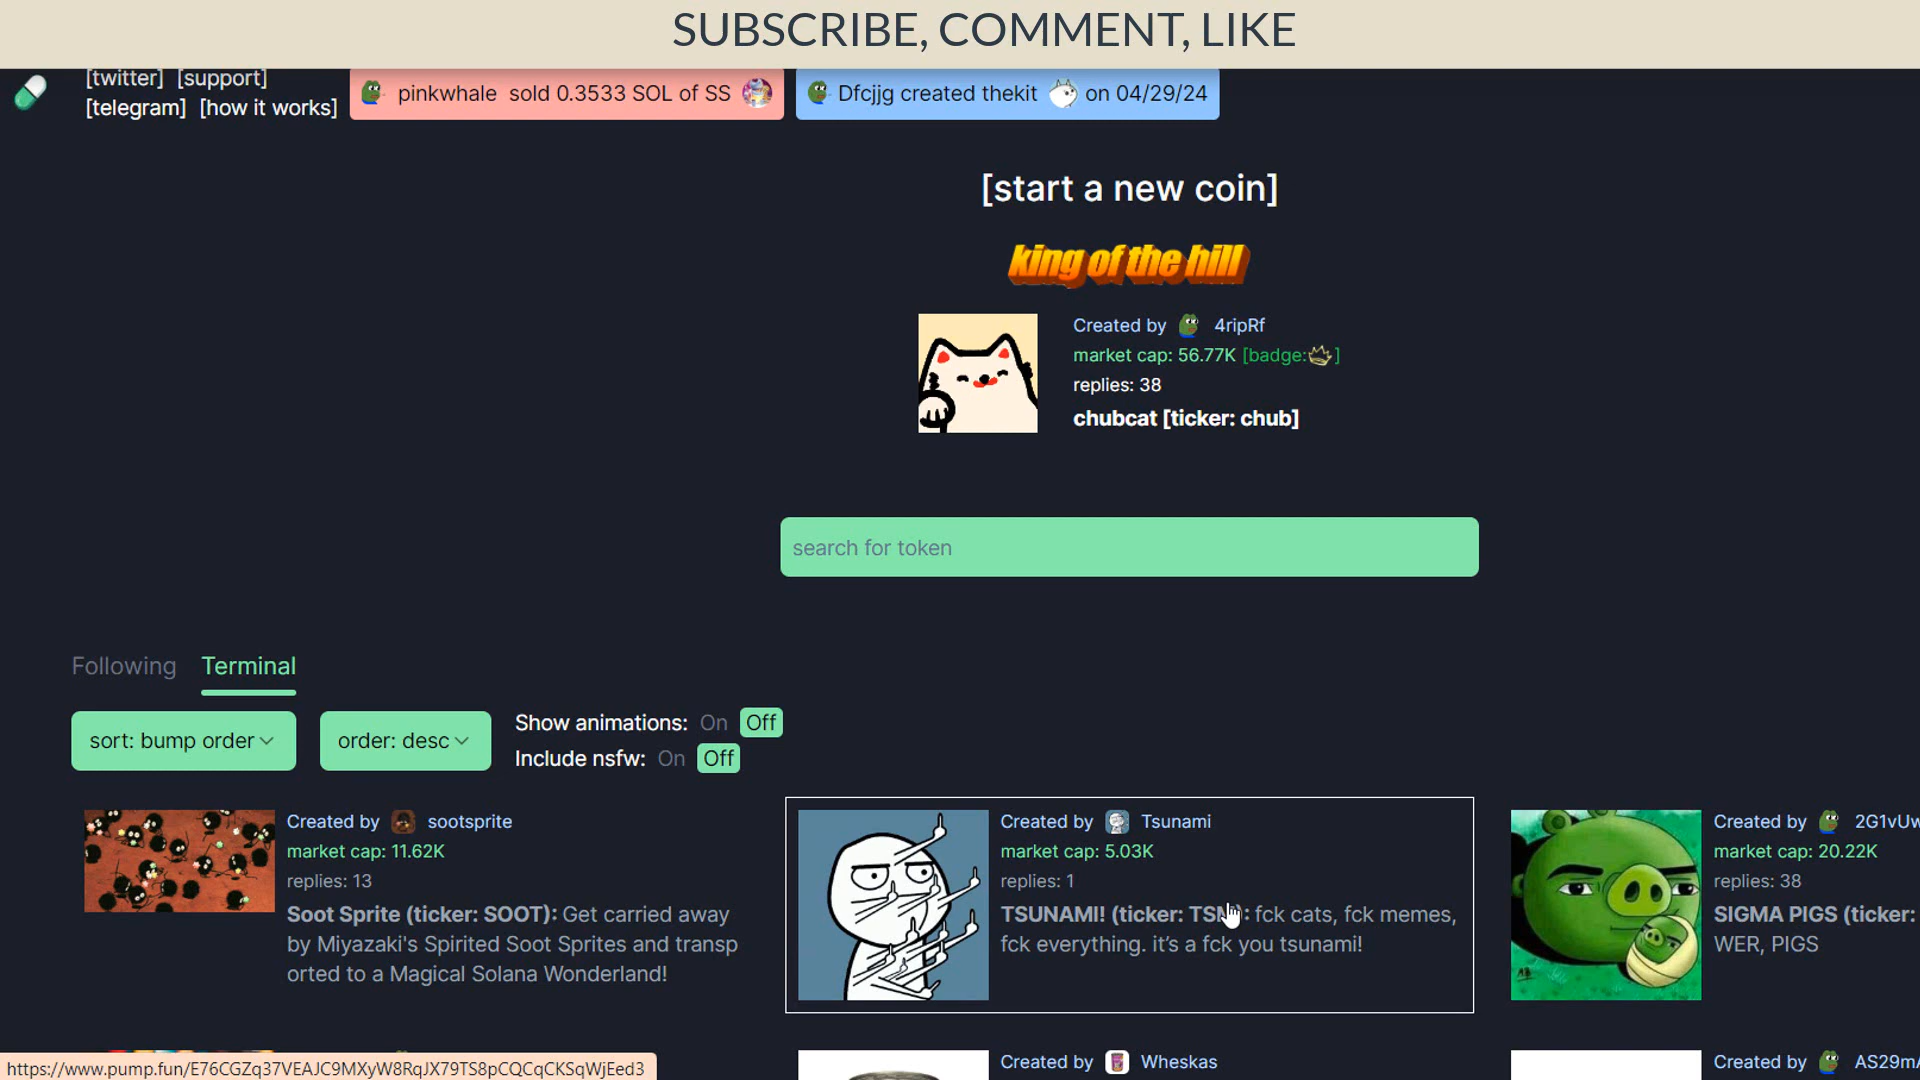 SUBSCRIBE, COMMENT, LIKE
[twitter] [support]
[telegram] [how it works]
pinkwhale sold 0.3533 SOL of SS
Dfcjjg created thekit on 04/29/24
[start a new coin]
king of the hill
Created by 4ripRf
market cap: 56.77K [badge: ]
replies: 38
chubcat [ticker: chub]
search for token
Following Terminal
sort: bump order
order: desc
Show animations: On Off
Include nsfw: On Off
Created by sootsprite
market cap: 11.62K
replies: 13
Soot Sprite (ticker: SOOT): Get carried away
by Miyazaki's Spirited Soot Sprites and transp
orted to a Magical Solana Wonderland!
Created by Tsunami
market cap: 5.03K
replies: 1
TSUNAMI! (ticker: fck cats, fck memes,
fck everything. it’s a fck you tsunami!
Created by 2G1vUw
market cap: 20.22K
replies: 38
SIGMA PIGS (ticker:
WER, PIGS
Created by Wheskas
Created by AS29m
https://www.pump.fun/E76CGZq37VEAJC9MXyW8RqJX79TS8pCQCqCKSqWjEed3